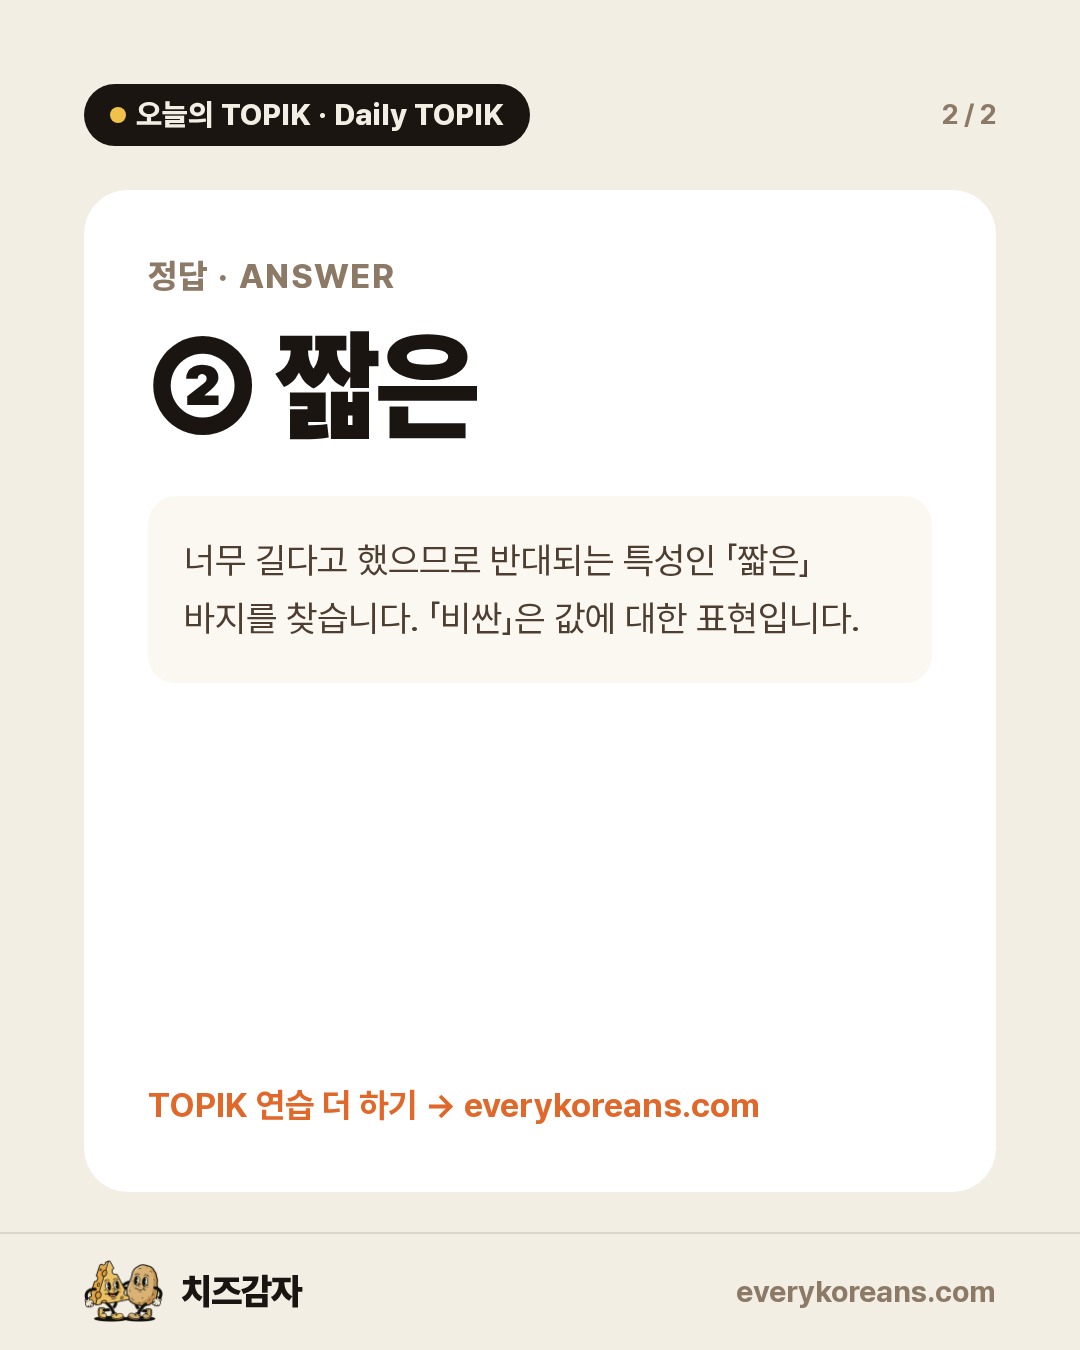 오늘의 TOPIK · Daily TOPIK
2 / 2
정답 · ANSWER
② 짧은
너무 길다고 했으므로 반대되는 특성인 「짧은」
바지를 찾습니다. 「비싼」은 값에 대한 표현입니다.
TOPIK 연습 더 하기 → everykoreans.com
치즈감자
everykoreans.com